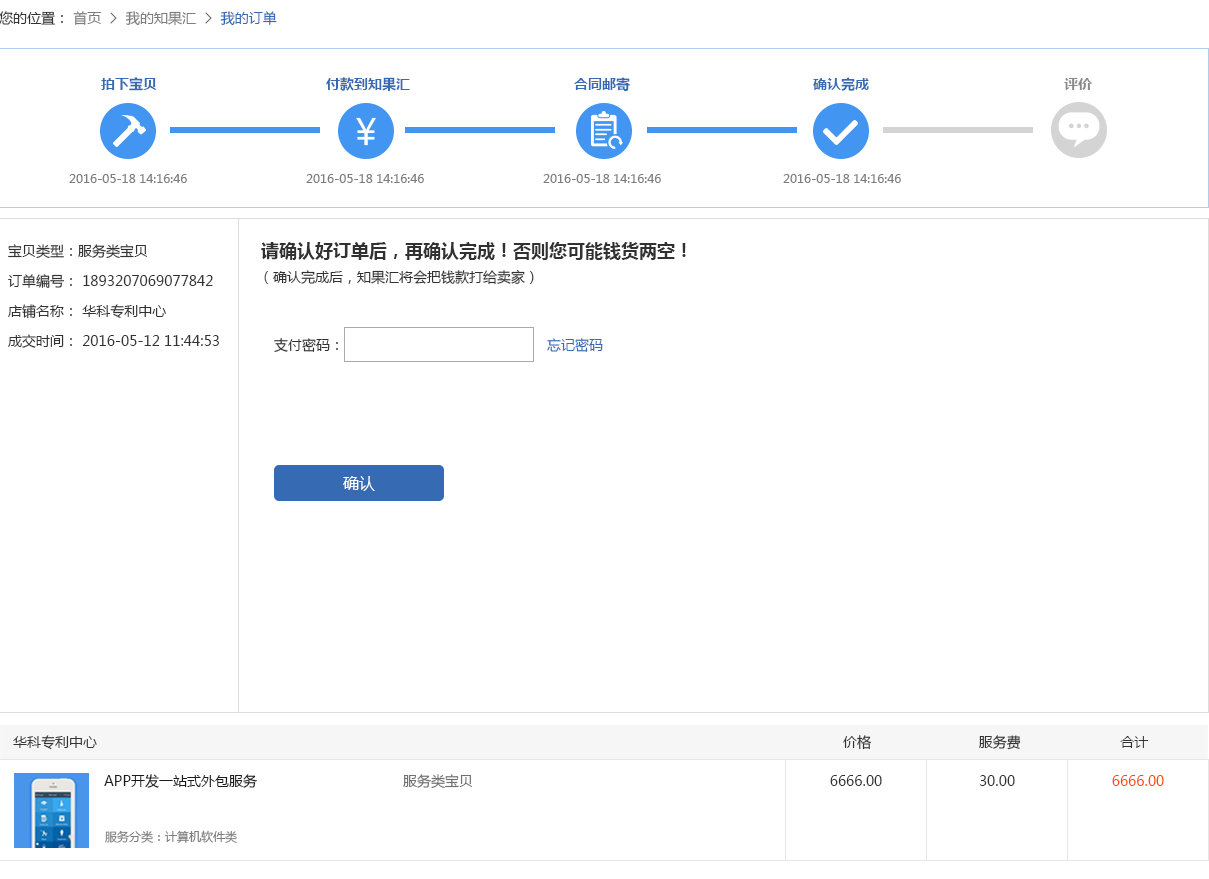 您的位置： 首页 > 我的知果汇 > 我的订单
拍下宝贝 付款到知果汇 合同邮寄 确认完成 评价
¥
2016-05-18 14:16:46 2016-05-18 14:16:46 2016-05-18 14:16:46 2016-05-18 14:16:46
宝贝类型：服务类宝贝
订单编号： 1893207069077842
店铺名称： 华科专利中心
成交时间： 2016-05-12 11:44:53
请确认好订单后，再确认完成！否则您可能钱货两空！
（ 确认完成后，知果汇将会把钱款打给卖家 ）
支付密码： 忘记密码
确认
华科专利中心 价格 服务费 合计
APP开发一站式外包服务 服务类宝贝 6666.00 30.00 6666.00
服务分类：计算机软件类